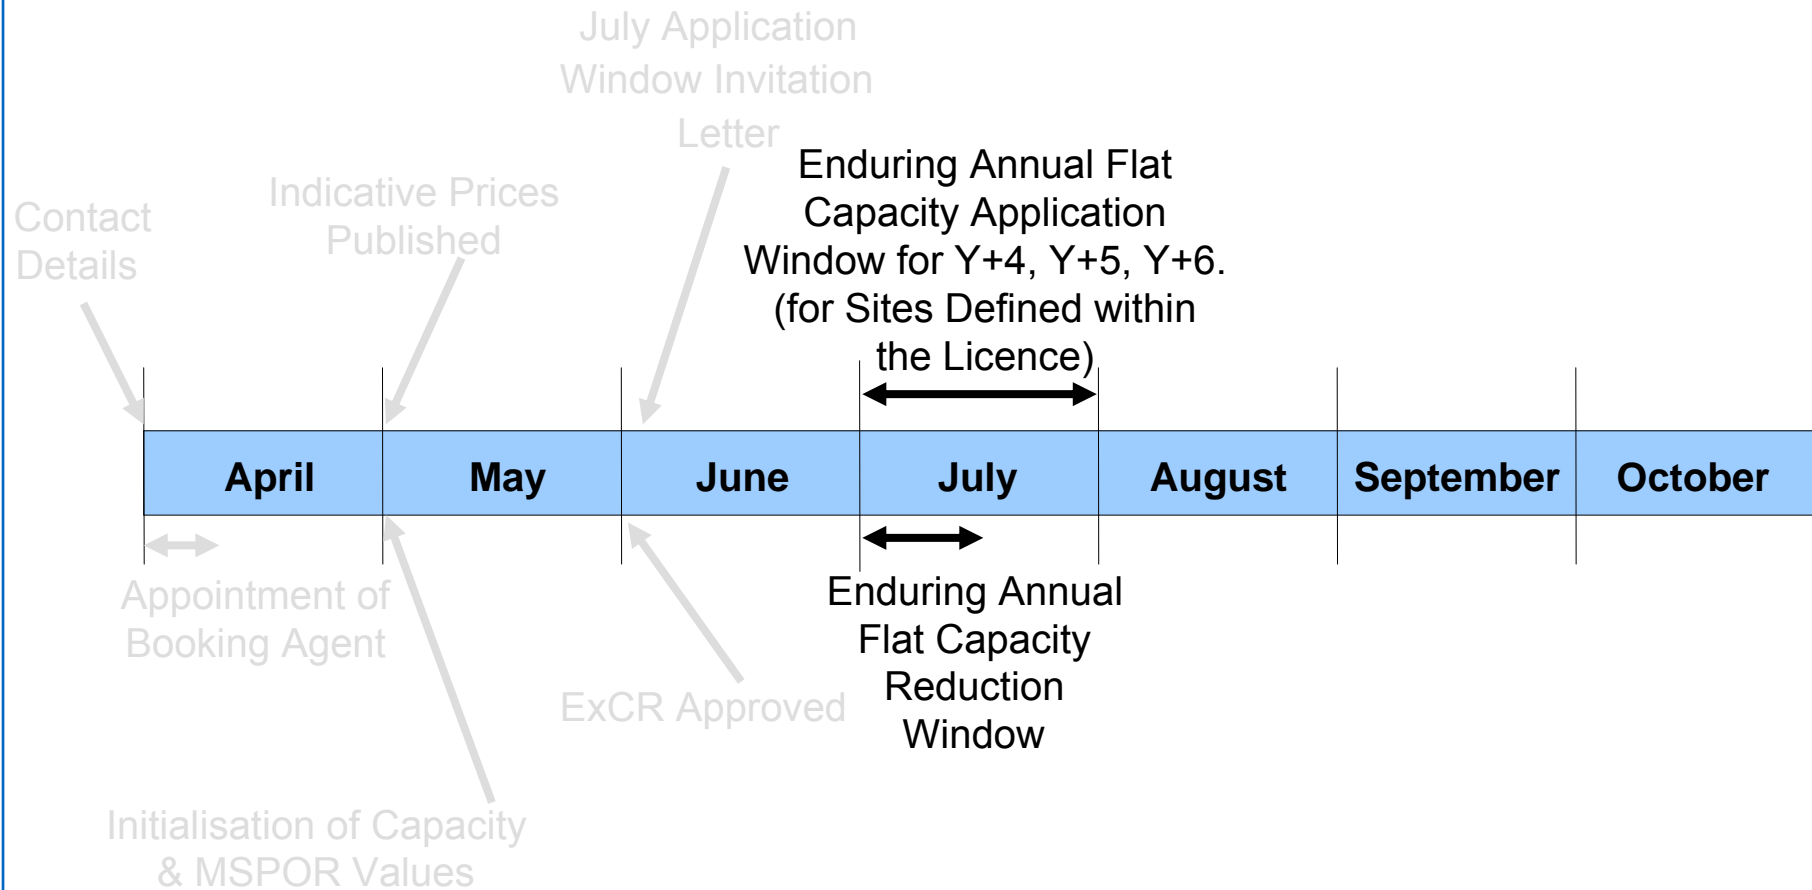 July Application
Window Invitation
Letter
Enduring Annual Flat
Capacity Application
Window for Y+4, Y+5, Y+6.
(for Sites Defined within
the Licence)
Indicative Prices
Published
Contact
Details
April
May
June
July
August
September
October
Appointment of
Booking Agent
Enduring Annual
Flat Capacity
Reduction
Window
ExCR Approved
Initialisation of Capacity
& MSPOR Values